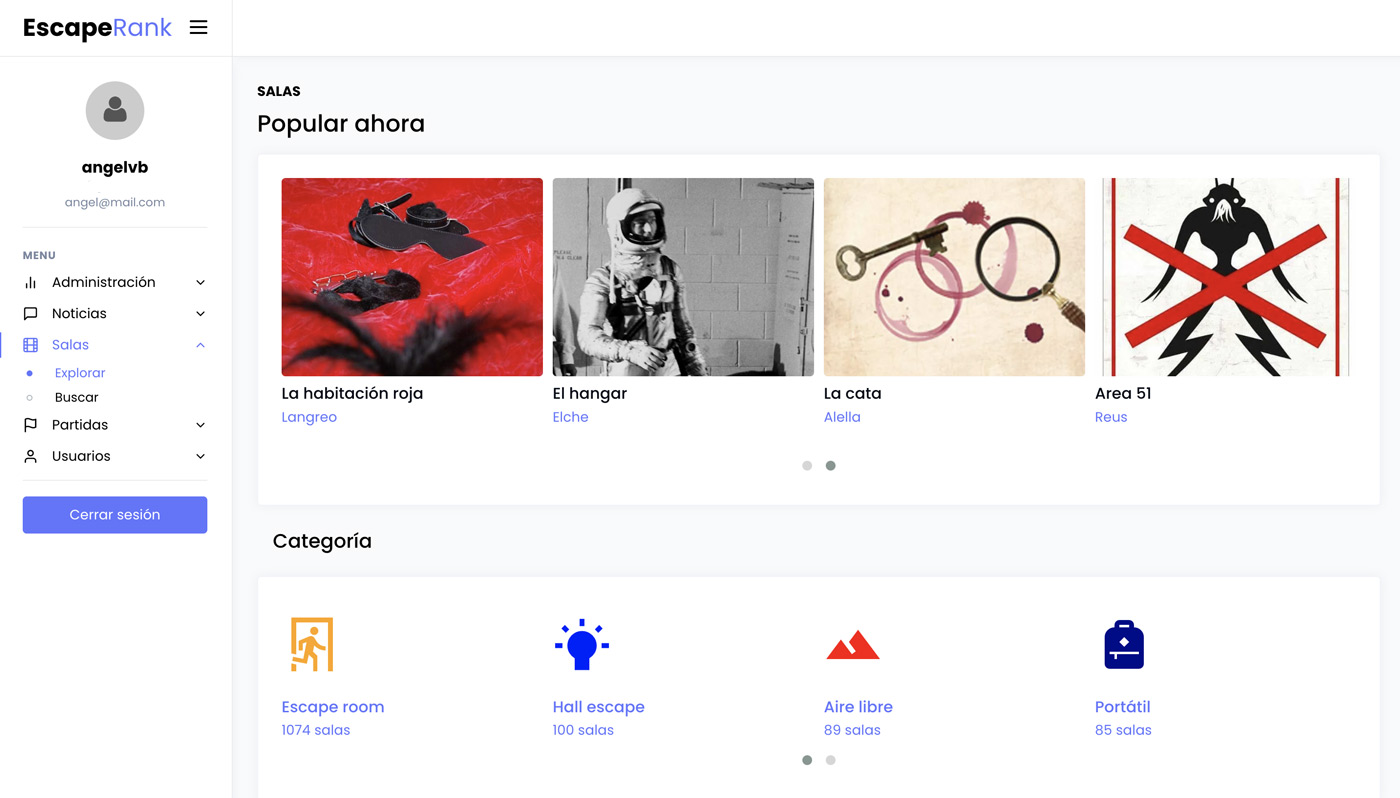 EscapeRank
angelvb
angel@mail.com
MENU
Administración
Noticias
Salas
Explorar
Buscar
Partidas
Usuarios
Cerrar sesión
SALAS
Popular ahora
La habitación roja
Langreo
El hangar
Elche
La cata
Alella
Area 51
Reus
Categoría
Escape room
1074 salas
Hall escape
100 salas
Aire libre
89 salas
Portátil
85 salas